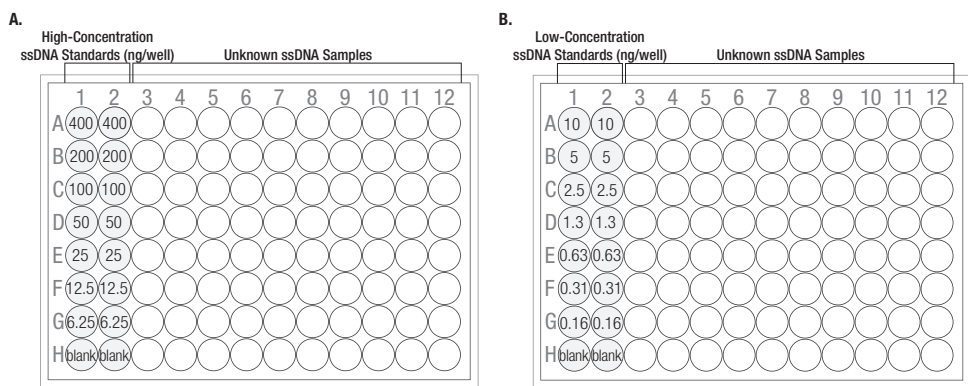 A.
High-Concentration
ssDNA Standards (ng/well)
Unknown ssDNA Samples
1 2 3 4 5 6 7 8 9 10 11 12
A 400 400
B 200 200
C 100 100
D 50 50
E 25 25
F 12.5 12.5
G 6.25 6.25
H blank blank
B.
Low-Concentration
ssDNA Standards (ng/well)
Unknown ssDNA Samples
1 2 3 4 5 6 7 8 9 10 11 12
A 10 10
B 5 5
C 2.5 2.5
D 1.3 1.3
E 0.63 0.63
F 0.31 0.31
G 0.16 0.16
H blank blank